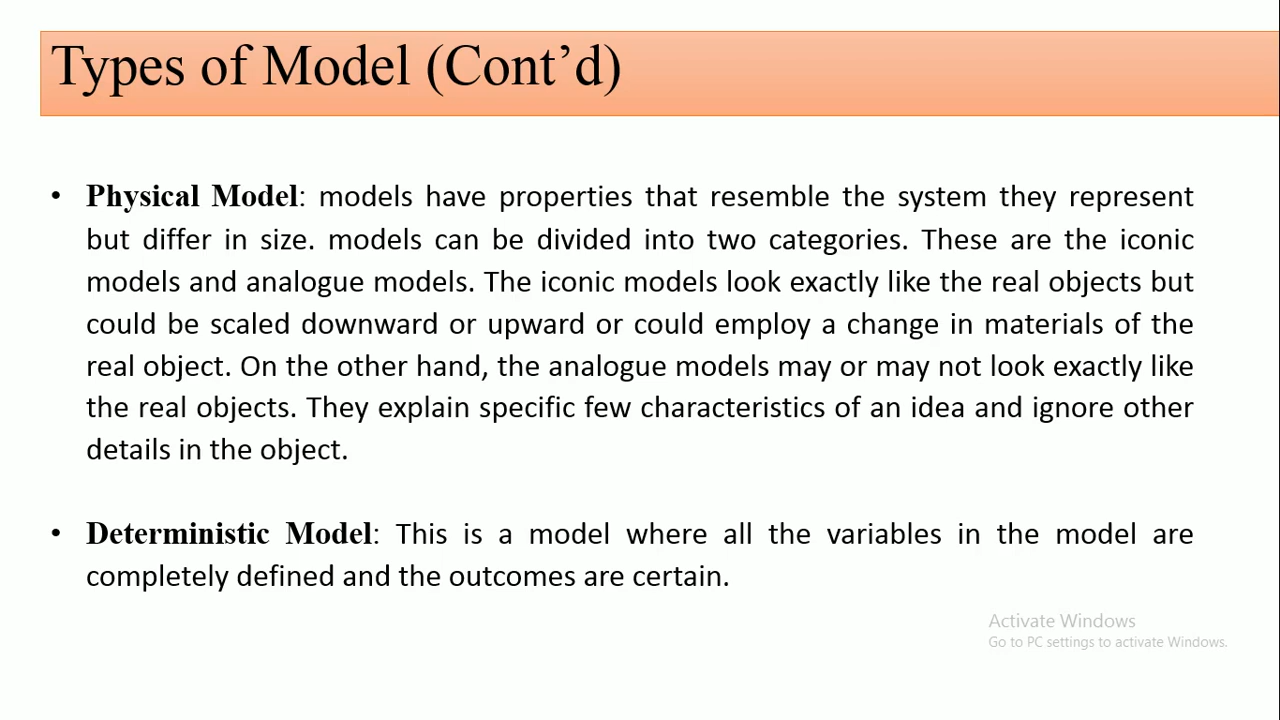 Types of Model (Cont’d)
• Physical Model: models have properties that resemble the system they represent
but differ in size. models can be divided into two categories. These are the iconic
models and analogue models. The iconic models look exactly like the real objects but
could be scaled downward or upward or could employ a change in materials of the
real object. On the other hand, the analogue models may or may not look exactly like
the real objects. They explain specific few characteristics of an idea and ignore other
details in the object.
• Deterministic Model: This is a model where all the variables in the model are
completely defined and the outcomes are certain.
Activate Windows
Go to PC settings to activate Windows.